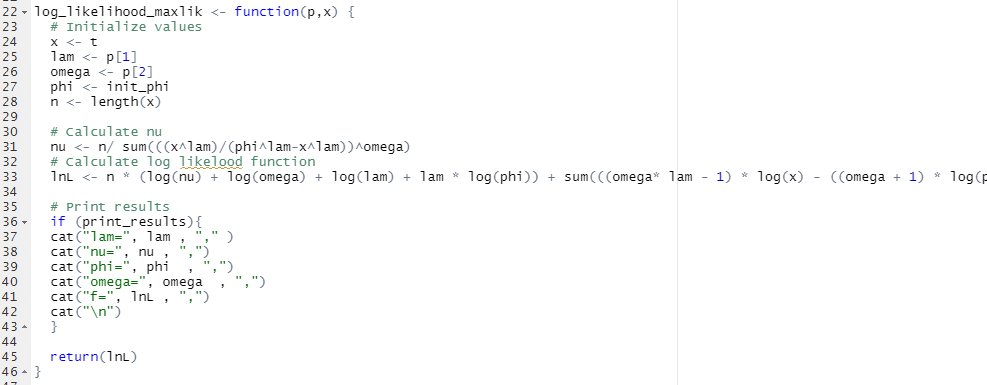 22 log_likelihood_maxlik <- function(p,x) {
23 # Initialize values
24 x <- t
25 lam <- p[1]
26 omega <- p[2]
27 phi <- init_phi
28 n <- length(x)
29
30 # Calculate nu
31 nu <- n/ sum(((x^lam)/(phi^lam-x^lam))^omega)
32 # Calculate log likelood function
33 lnL <- n * (log(nu) + log(omega) + log(lam) + lam * log(phi)) + sum(((omega* lam - 1) * log(x) - ((omega + 1) * log(p
34
35 # Print results
36 if (print_results){
37 cat("lam=", lam , "," )
38 cat("nu=", nu , ",")
39 cat("phi=", phi  , ",")
40 cat("omega=", omega  , ",")
41 cat("f=", lnL , ",")
42 cat("\n")
43 }
44
45 return(lnL)
46 }